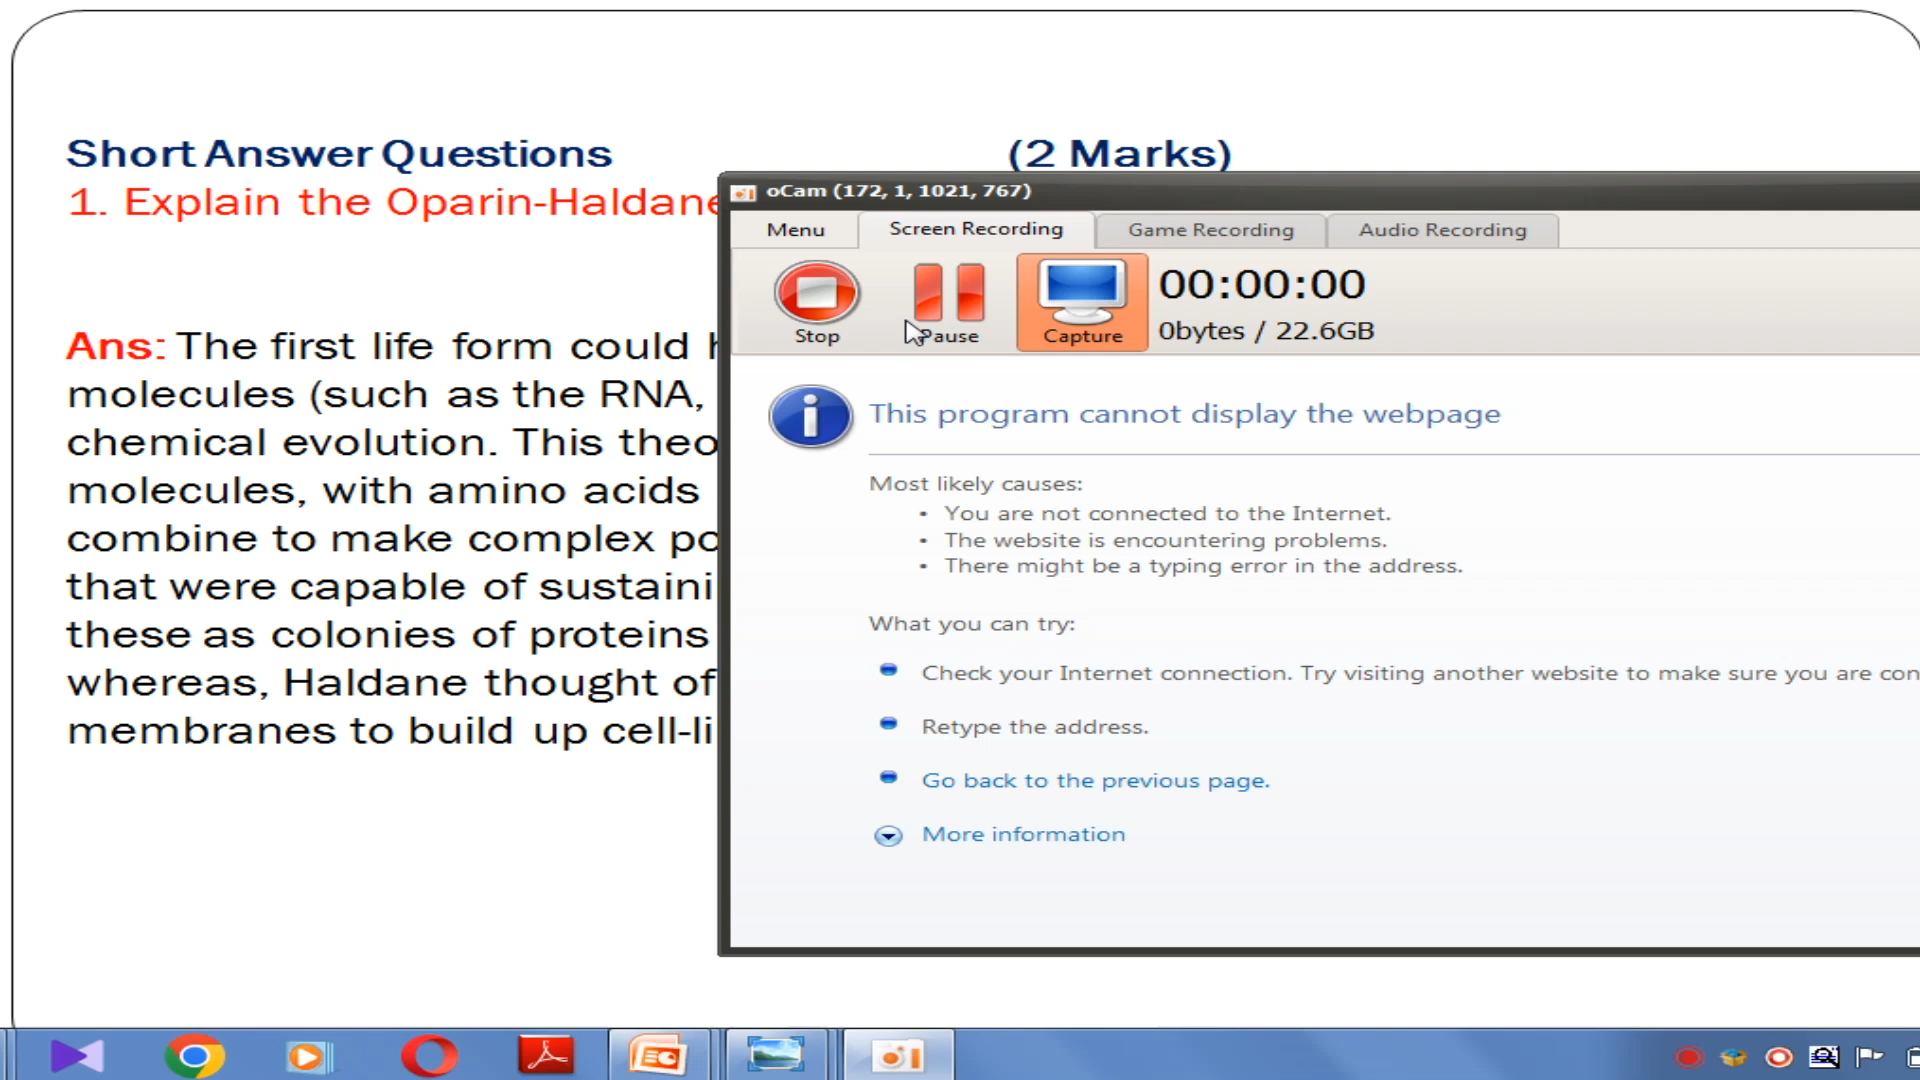 Short Answer Questions (2 Marks)
1. Explain the Oparin-Haldane
Ans: The first life form could
molecules (such as the RNA,
chemical evolution. This
molecules, with amino acids
combine to make complex
that were capable of
these as colonies of proteins
whereas, Haldane thought of
membranes to build up
oCam (172, 1, 1021, 767)
Menu Screen Recording Game Recording Audio Recording
00:00:00
Stop Pause Capture 0bytes / 22.6GB
This program cannot display the webpage
Most likely causes:
• You are not connected to the Internet.
• The website is encountering problems.
• There might be a typing error in the address.
What you can try:
Check your Internet connection. Try visiting another website to make sure you are
Retype the address.
Go back to the previous page.
More information